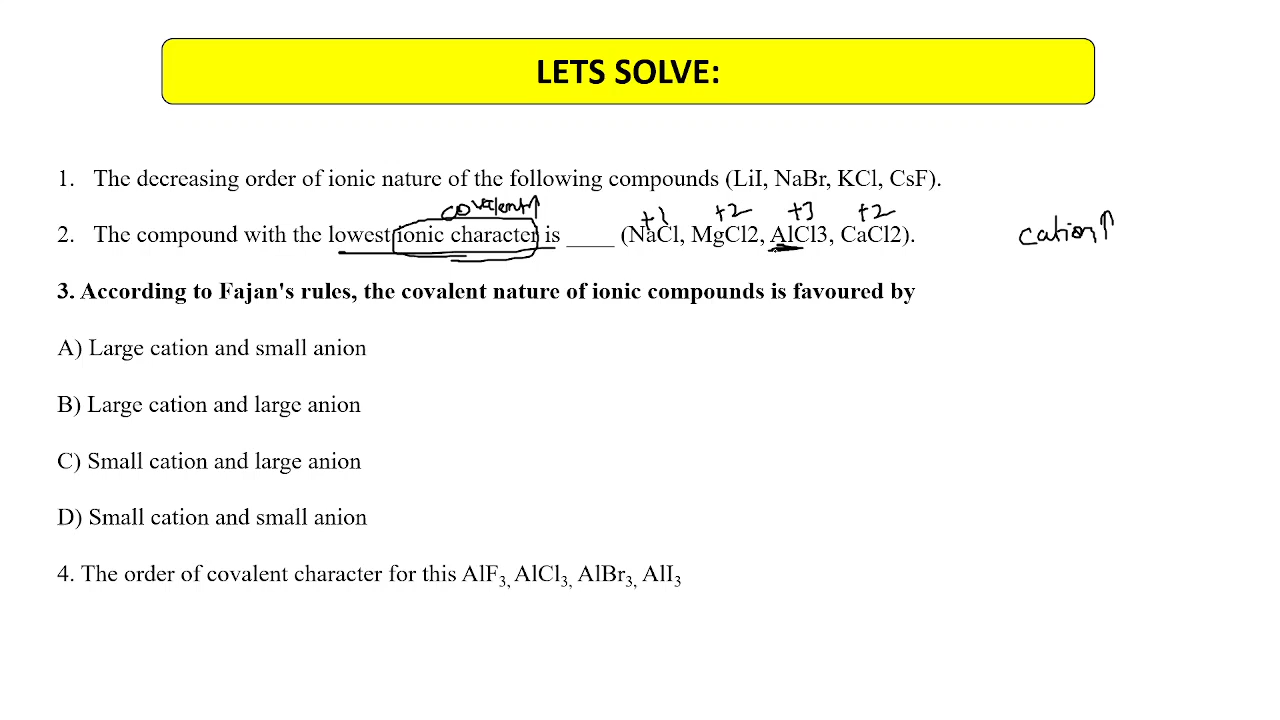 LETS SOLVE:
1. The decreasing order of ionic nature of the following compounds (LiI, NaBr, KCl, CsF).
covalent↑
+1 +2 +3 +2
2. The compound with the lowest ionic character is ____ (NaCl, MgCl2, AlCl3, CaCl2).
cation↑
3. According to Fajan's rules, the covalent nature of ionic compounds is favoured by
A) Large cation and small anion
B) Large cation and large anion
C) Small cation and large anion
D) Small cation and small anion
4. The order of covalent character for this AlF3, AlCl3, AlBr3, AlI3